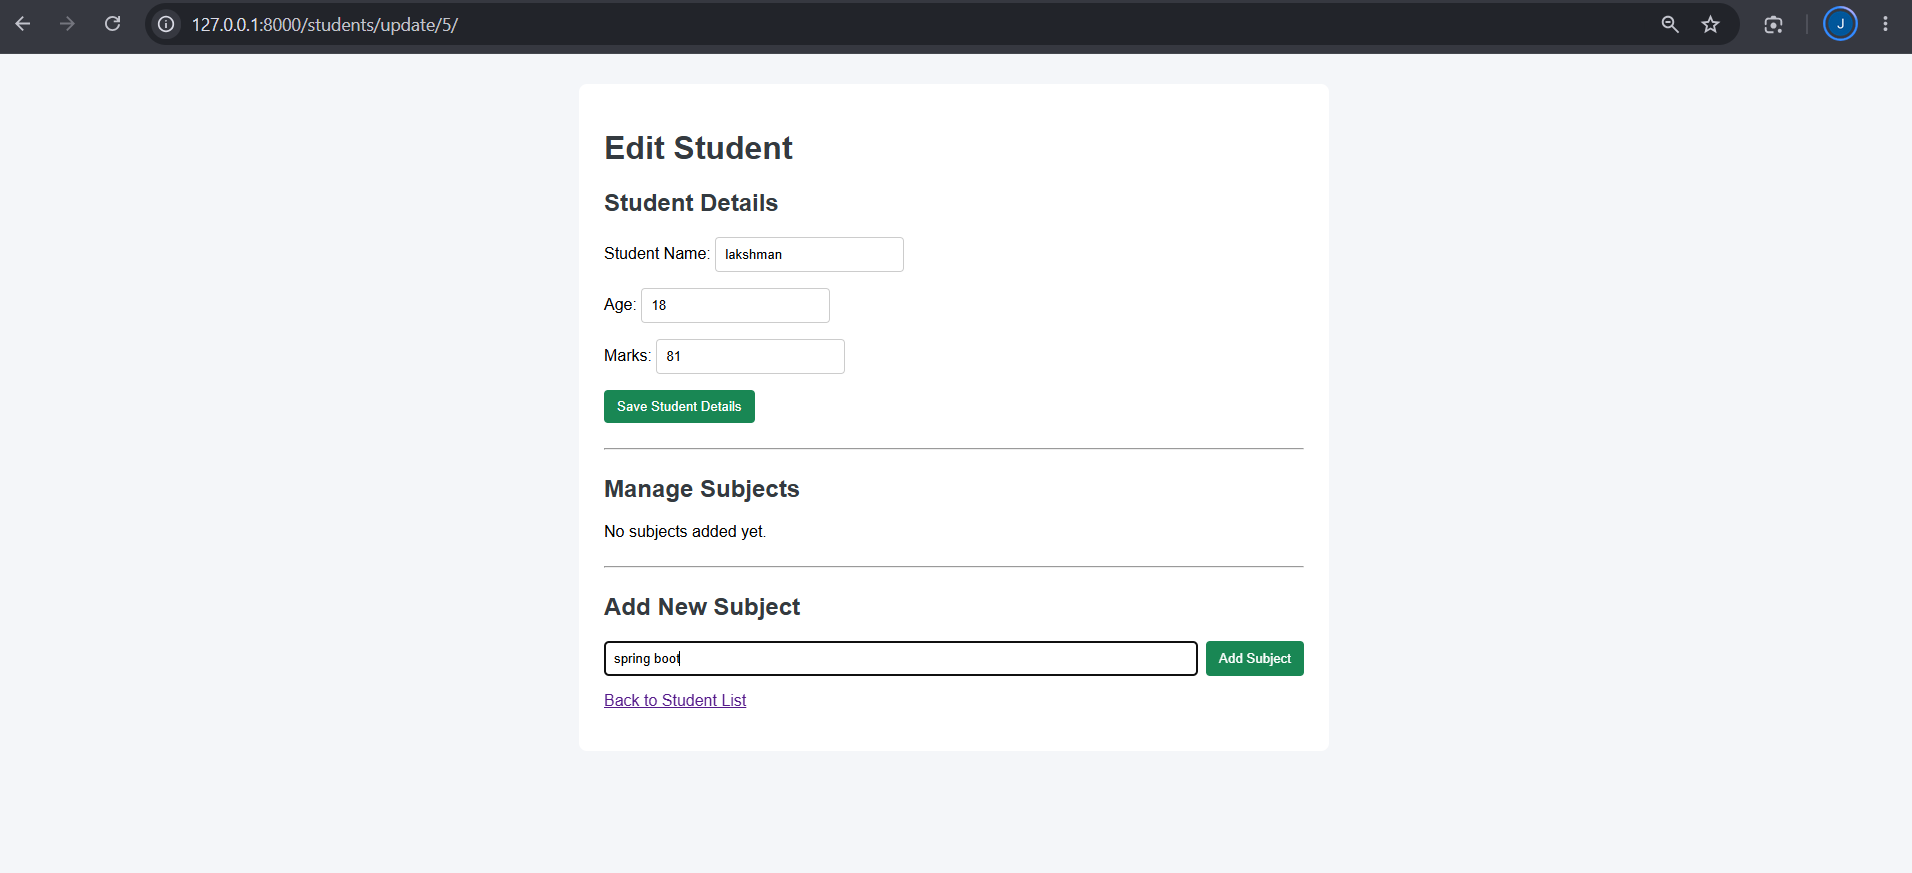 127.0.0.1:8000/students/update/5/
J
Edit Student
Student Details
Student Name: lakshman
Age: 18
Marks: 81
Save Student Details
Manage Subjects
No subjects added yet.
Add New Subject
spring boot Add Subject
Back to Student List